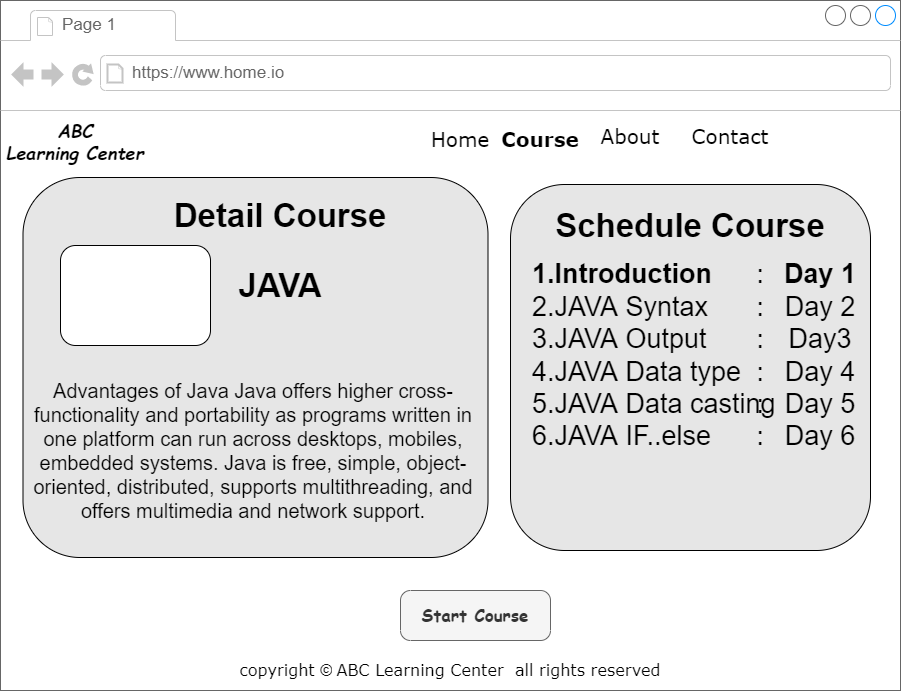 Page 1
https://www.home.io
ABC
Learning Center
Home Course About Contact
Detail Course
JAVA
Advantages of Java Java offers higher cross-
functionality and portability as programs written in
one platform can run across desktops, mobiles,
embedded systems. Java is free, simple, object-
oriented, distributed, supports multithreading, and
offers multimedia and network support.
Schedule Course
1.Introduction : Day 1
2.JAVA Syntax : Day 2
3.JAVA Output : Day3
4.JAVA Data type : Day 4
5.JAVA Data casting : Day 5
6.JAVA IF..else : Day 6
Start Course
copyright © ABC Learning Center all rights reserved